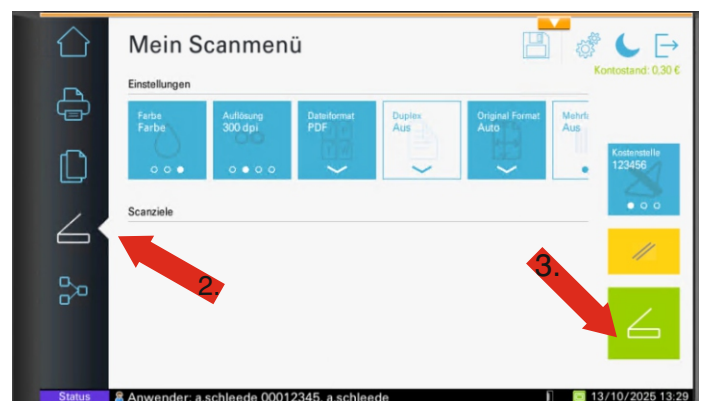 Mein Scanmenü
Kontostand: 0,30 €
Einstellungen
Farbe
Farbe
Auflösung
300 dpi
Dateiformat
PDF
Duplex
Aus
Original Format
Auto
Aus
Kostenstelle
123456
Scanziele
2.
3.
Status
Anwender: a.schleede 00012345, a.schleede
13/10/2025 13:29